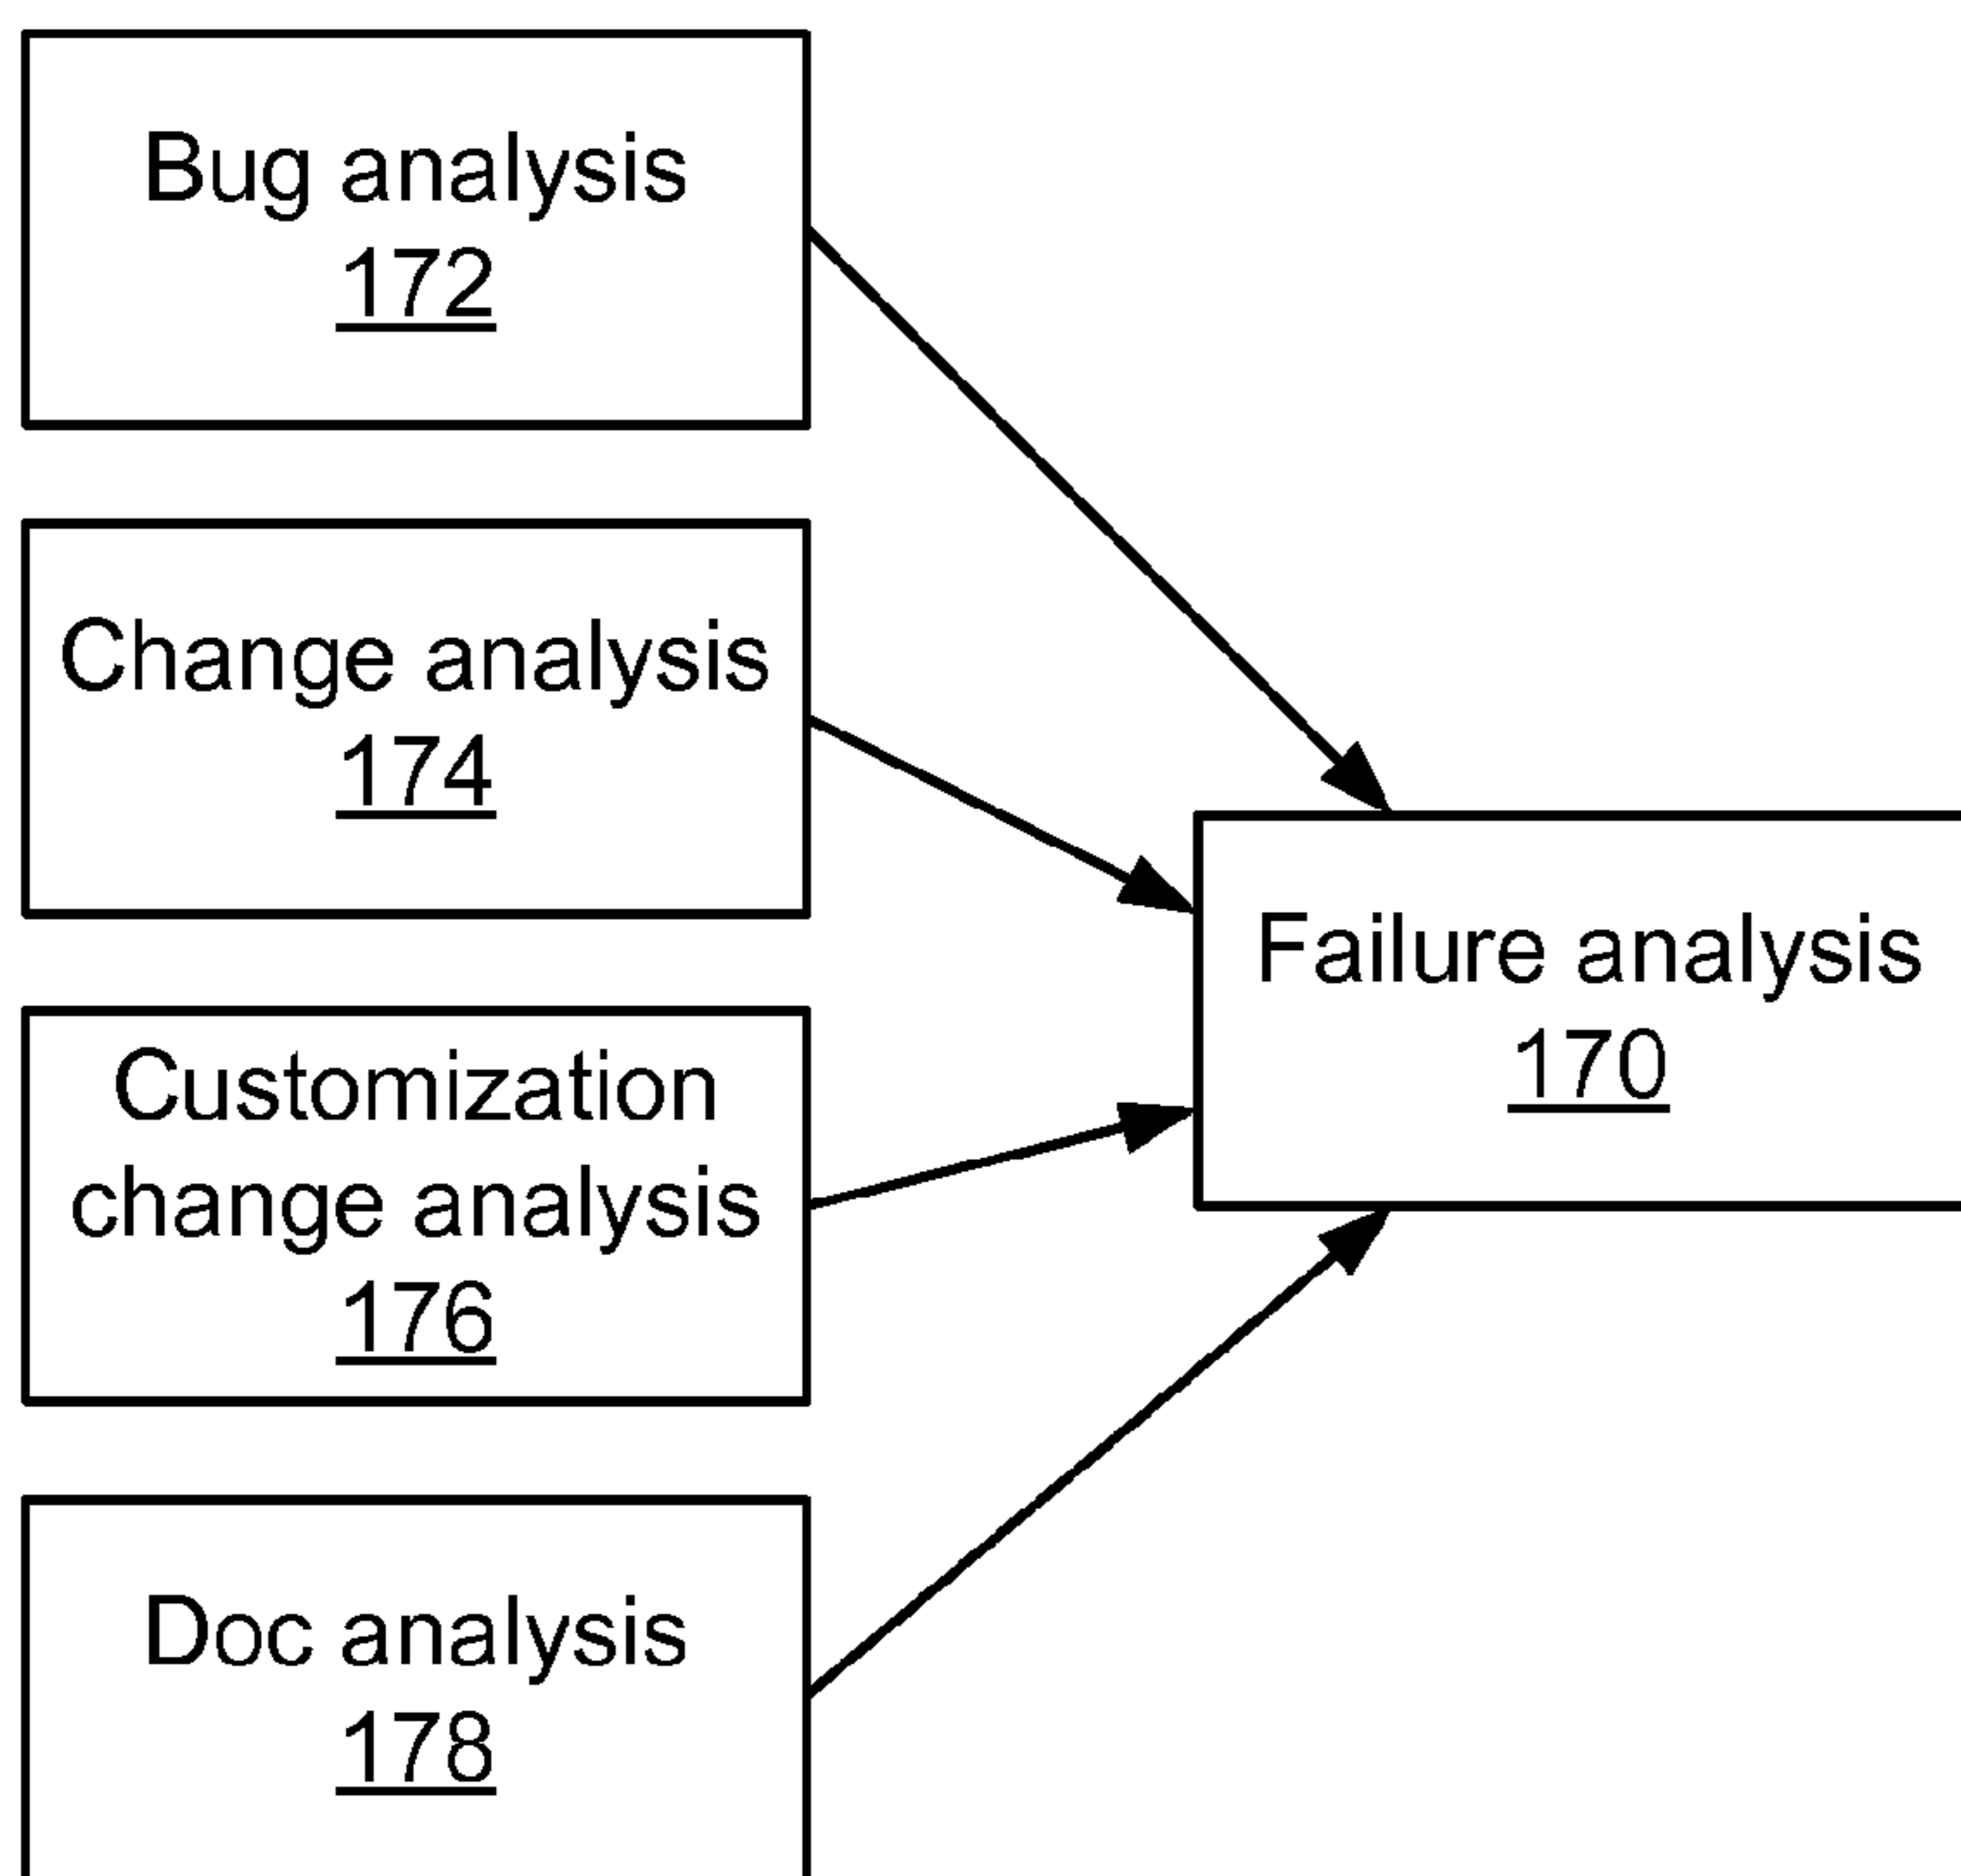 Bug analysis
172
Change analysis
174
Customization
change analysis
176
Doc analysis
178
Failure analysis
170